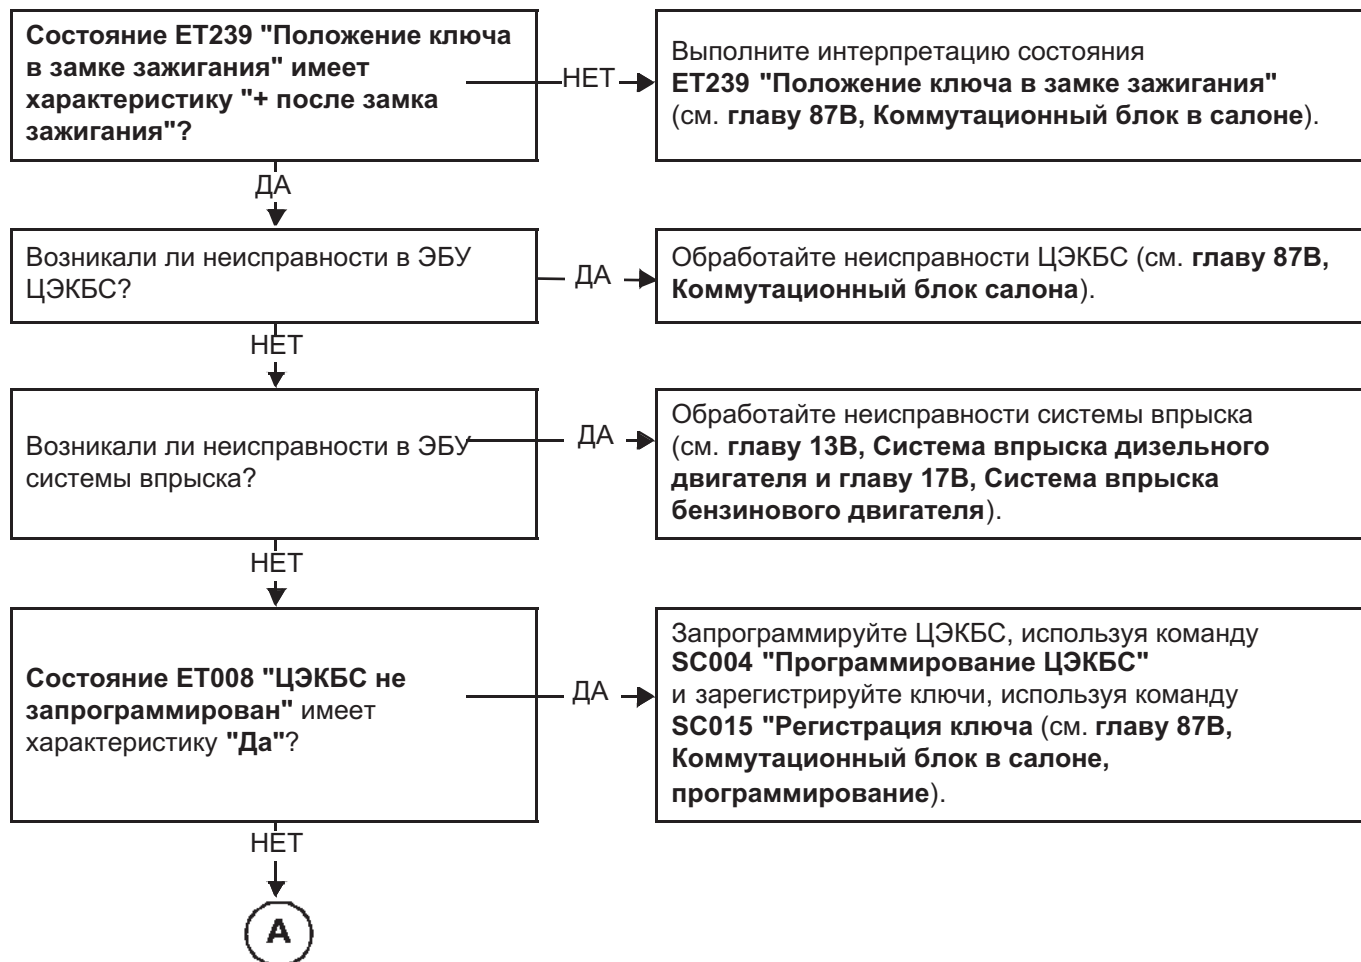 Состояние ET239 "Положение ключа
в замке зажигания" имеет
характеристику "+ после замка
зажигания"?
НЕТ
Выполните интерпретацию состояния
ET239 "Положение ключа в замке зажигания"
(см. главу 87B, Коммутационный блок в салоне).
ДА
Возникали ли неисправности в ЭБУ
ЦЭКБС?
ДА
Обработайте неисправности ЦЭКБС (см. главу 87B,
Коммутационный блок салона).
НЕТ
Возникали ли неисправности в ЭБУ
системы впрыска?
ДА
Обработайте неисправности системы впрыска
(см. главу 13B, Система впрыска дизельного
двигателя и главу 17B, Система впрыска
бензинового двигателя).
НЕТ
Состояние ET008 "ЦЭКБС не
запрограммирован" имеет
характеристику "Да"?
ДА
Запрограммируйте ЦЭКБС, используя команду
SC004 "Программирование ЦЭКБС"
и зарегистрируйте ключи, используя команду
SC015 "Регистрация ключа (см. главу 87B,
Коммутационный блок в салоне,
программирование).
НЕТ
A